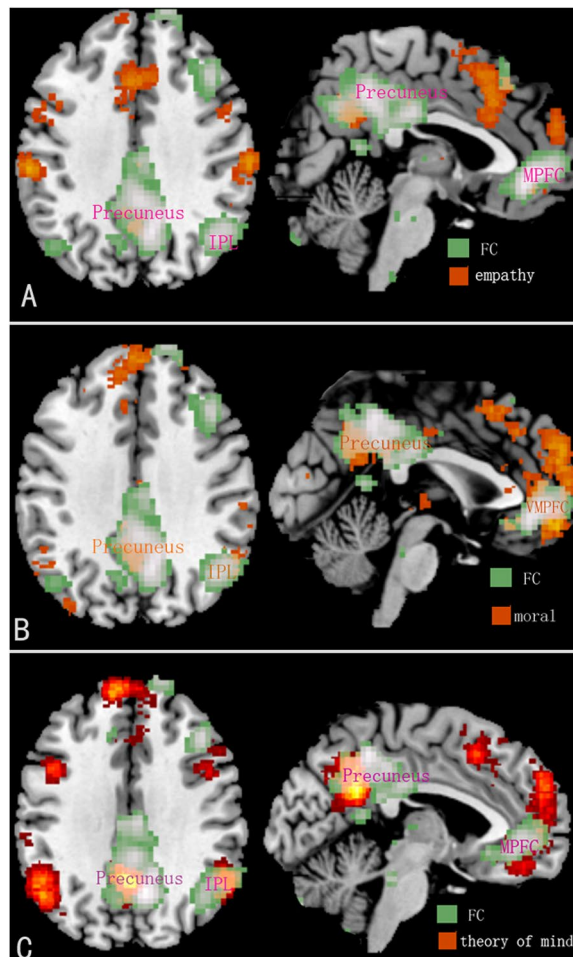 Precuneus
Precuneus
MPFC
IPL
FC
empathy
A
Precuneus
Precuneus
VMPFC
IPL
FC
moral
B
Precuneus
MPFC
Precuneus
IPL
FC
theory of mind
C